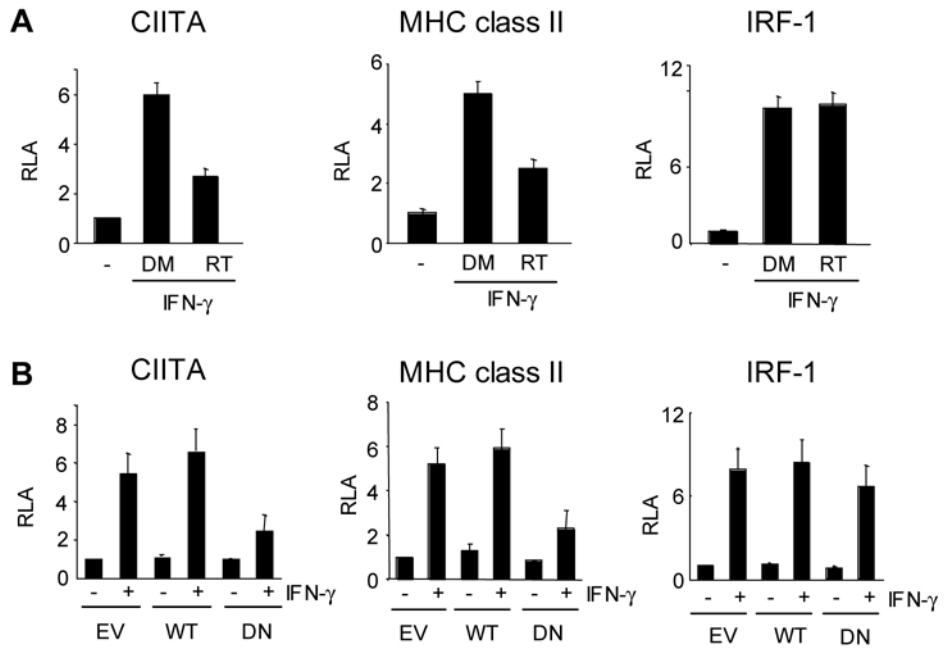 A
CIITA
MHC class II
IRF-1
RLA
6
4
2
0
- DM RT
IFN-γ
RLA
6
4
2
0
- DM RT
IFN-γ
RLA
12
6
0
- DM RT
IFN-γ
B
CIITA
MHC class II
IRF-1
RLA
8
6
4
2
0
- + - + - + IFN-γ
EV WT DN
RLA
8
6
4
2
0
- + - + - + IFN-γ
EV WT DN
RLA
12
6
0
- + - + - + IFN-γ
EV WT DN